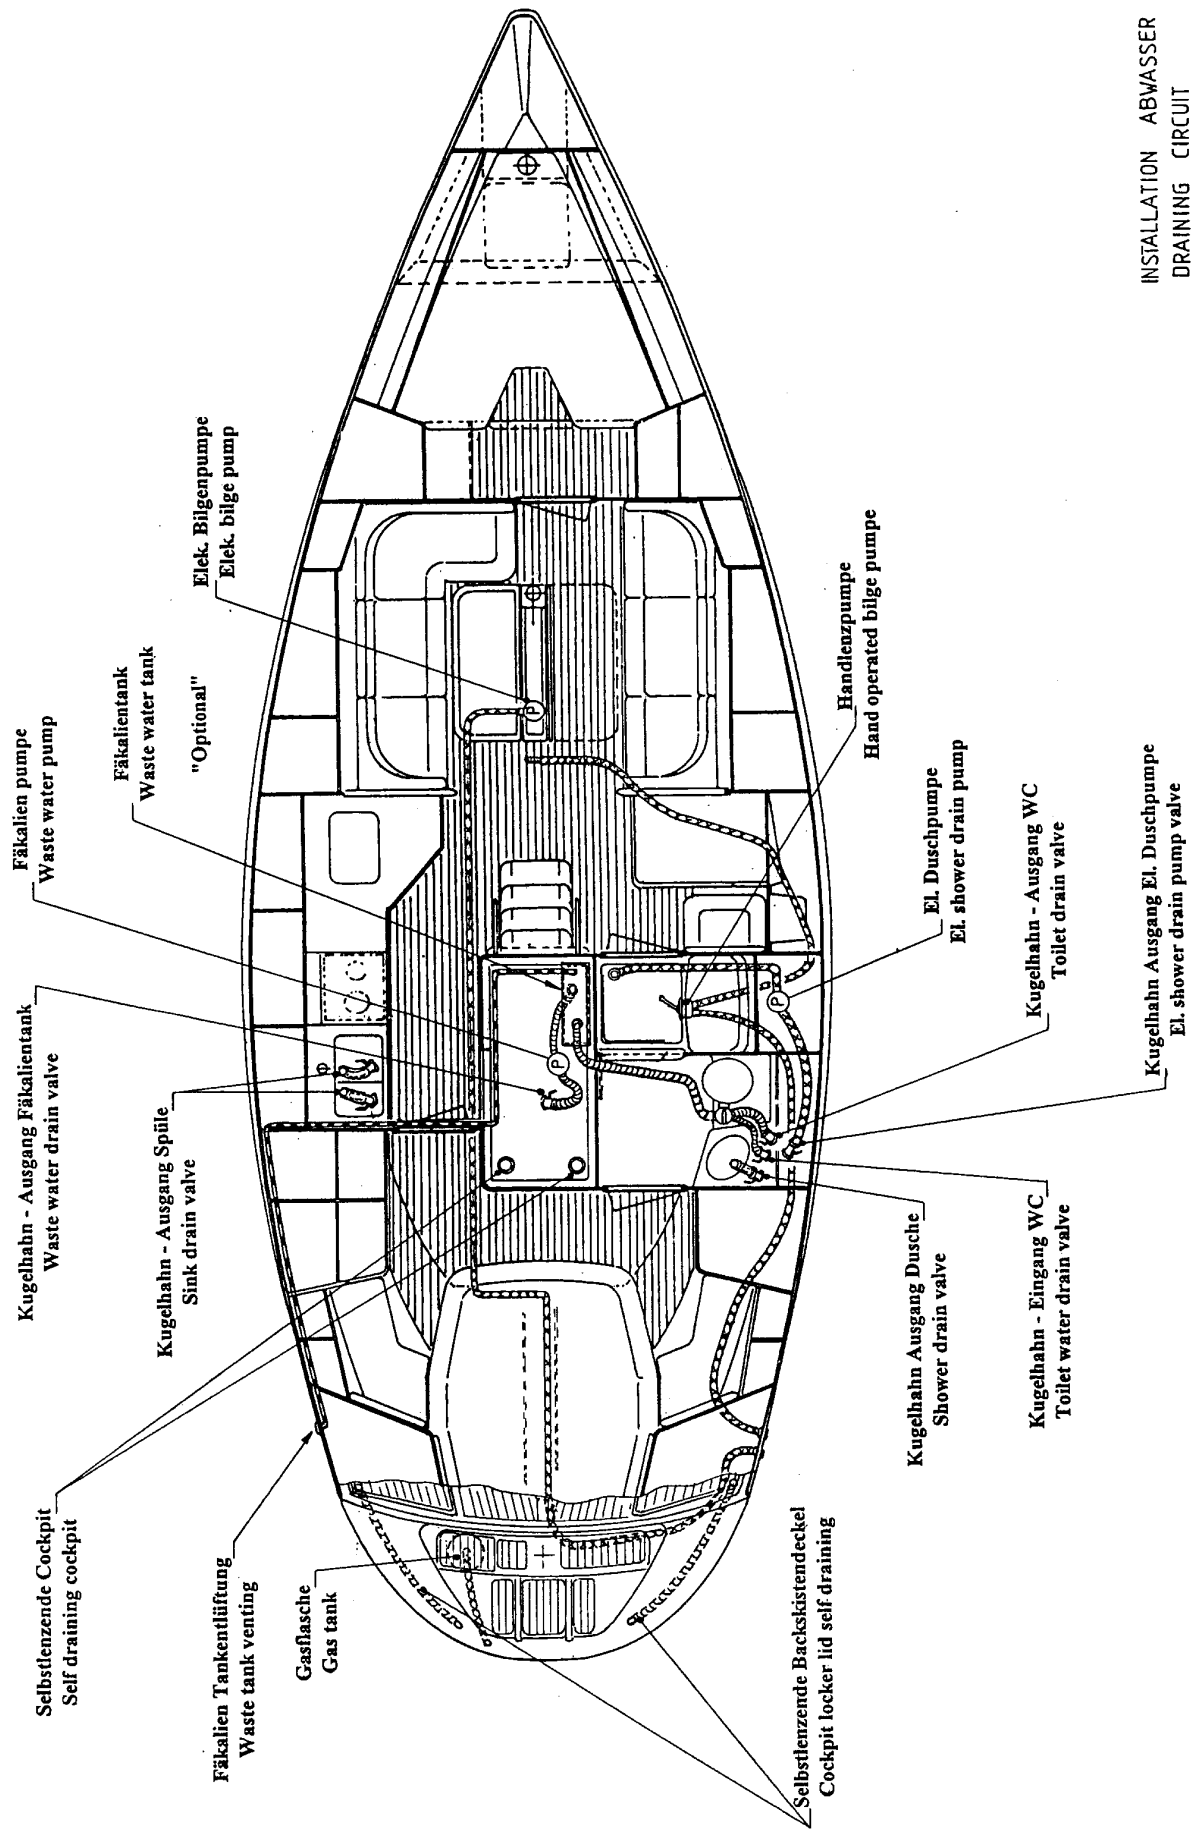 Selbstlenzende Cockpit
Self draining cockpit
Kugelhahn - Ausgang Fäkalientank
Waste water drain valve
Fäkalien pumpe
Waste water pump
Kugelhahn - Ausgang Spüle
Sink drain valve
Fäkalientank
Waste water tank
"Optional"
Elek. Bilgenpumpe
Elek. bilge pump
Fäkalien Tankentlüftung
Waste tank venting
Gasflasche
Gas tank
P
P
P
Selbstlenzende Backskistendeckel
Cockpit locker lid self draining
Kugelhahn Ausgang Dusche
Shower drain valve
Kugelhahn - Eingang WC
Toilet water drain valve
Handlenzpumpe
Hand operated bilge pumpe
El. Duschpumpe
El. shower drain pump
Kugelhahn - Ausgang WC
Toilet drain valve
Kugelhahn Ausgang El. Duschpumpe
El. shower drain pump valve
INSTALLATION ABWASSER
DRAINING CIRCUIT